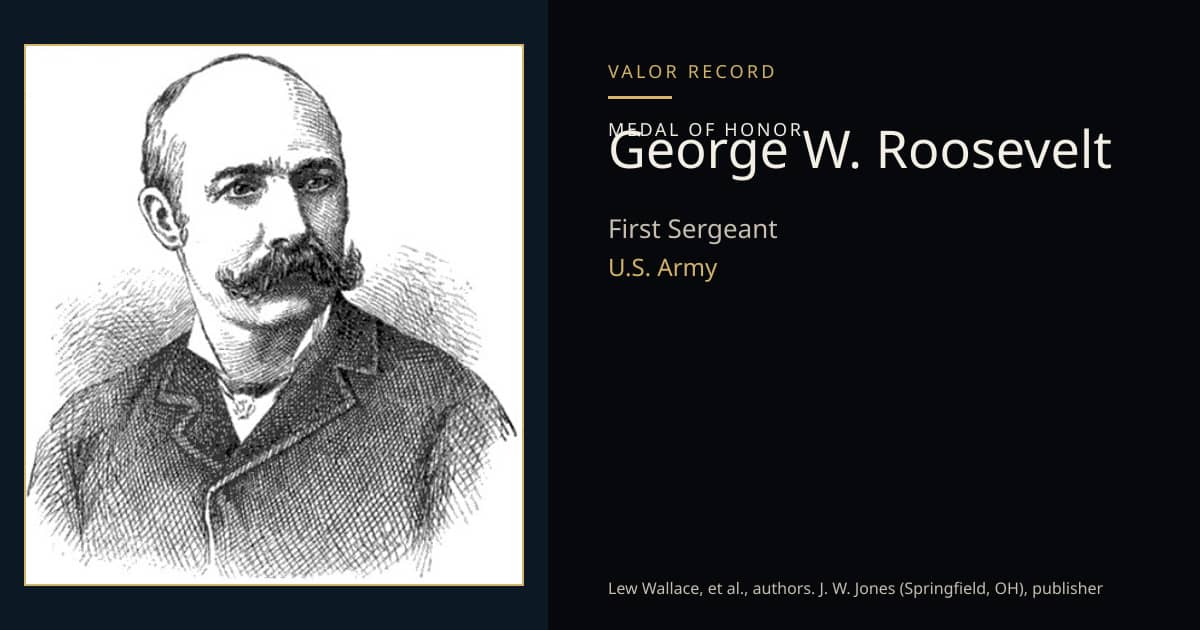 VALOR RECORD
MEDAL OF HONOR
George W. Roosevelt
First Sergeant
U.S. Army
Lew Wallace, et al., authors. J. W. Jones (Springfield, OH), publisher